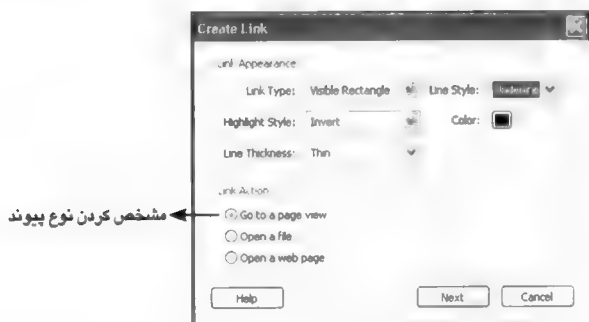 Create Link
Link Appearance
Link Type: Visible Rectangle Line Style: Underline
Highlight Style: Invert Color:
Line Thickness: Thin
Link Action
مشخص کردن نوع پیوند Go to a page view
Open a file
Open a web page
Help Next Cancel